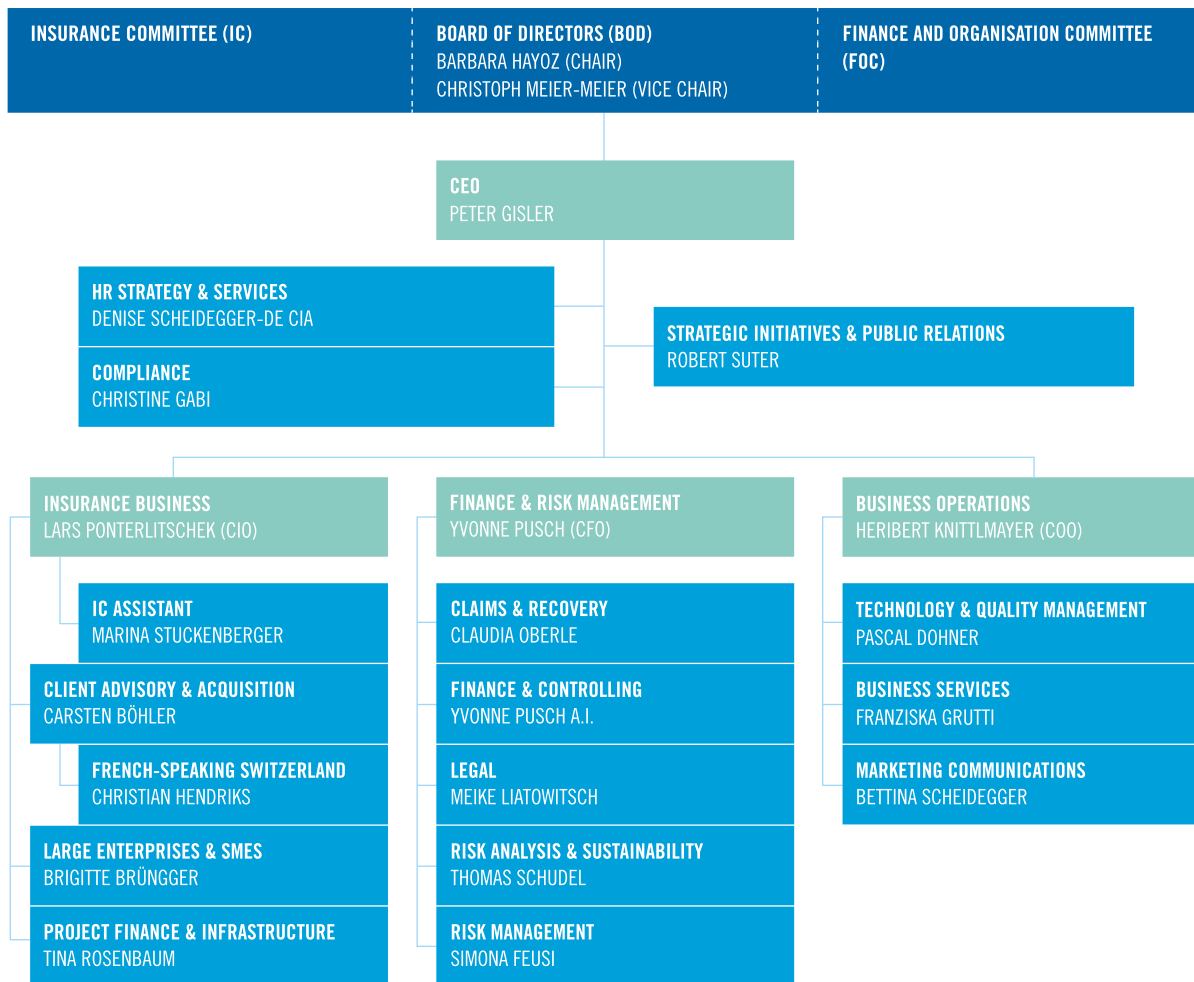 INSURANCE COMMITTEE (IC)
BOARD OF DIRECTORS (BOD)
BARBARA HAYOZ (CHAIR)
CHRISTOPH MEIER-MEIER (VICE CHAIR)
FINANCE AND ORGANISATION COMMITTEE
(FOC)
CEO
PETER GISLER
HR STRATEGY & SERVICES
DENISE SCHEIDEGGER-DE CIA
COMPLIANCE
CHRISTINE GABI
STRATEGIC INITIATIVES & PUBLIC RELATIONS
ROBERT SUTER
INSURANCE BUSINESS
LARS PONTERLITSCHEK (CIO)
IC ASSISTANT
MARINA STUCKENBERGER
CLIENT ADVISORY & ACQUISITION
CARSTEN BÖHLER
FRENCH-SPEAKING SWITZERLAND
CHRISTIAN HENDRIKS
LARGE ENTERPRISES & SMES
BRIGITTE BRÜNGGER
PROJECT FINANCE & INFRASTRUCTURE
TINA ROSENBAUM
FINANCE & RISK MANAGEMENT
YVONNE PUSCH (CFO)
CLAIMS & RECOVERY
CLAUDIA OBERLE
FINANCE & CONTROLLING
YVONNE PUSCH A.I.
LEGAL
MEIKE LIATOWITSCH
RISK ANALYSIS & SUSTAINABILITY
THOMAS SCHUDEL
RISK MANAGEMENT
SIMONA FEUSI
BUSINESS OPERATIONS
HERIBERT KNITTLMAYER (COO)
TECHNOLOGY & QUALITY MANAGEMENT
PASCAL DOHNER
BUSINESS SERVICES
FRANZISKA GRUTTI
MARKETING COMMUNICATIONS
BETTINA SCHEIDEGGER